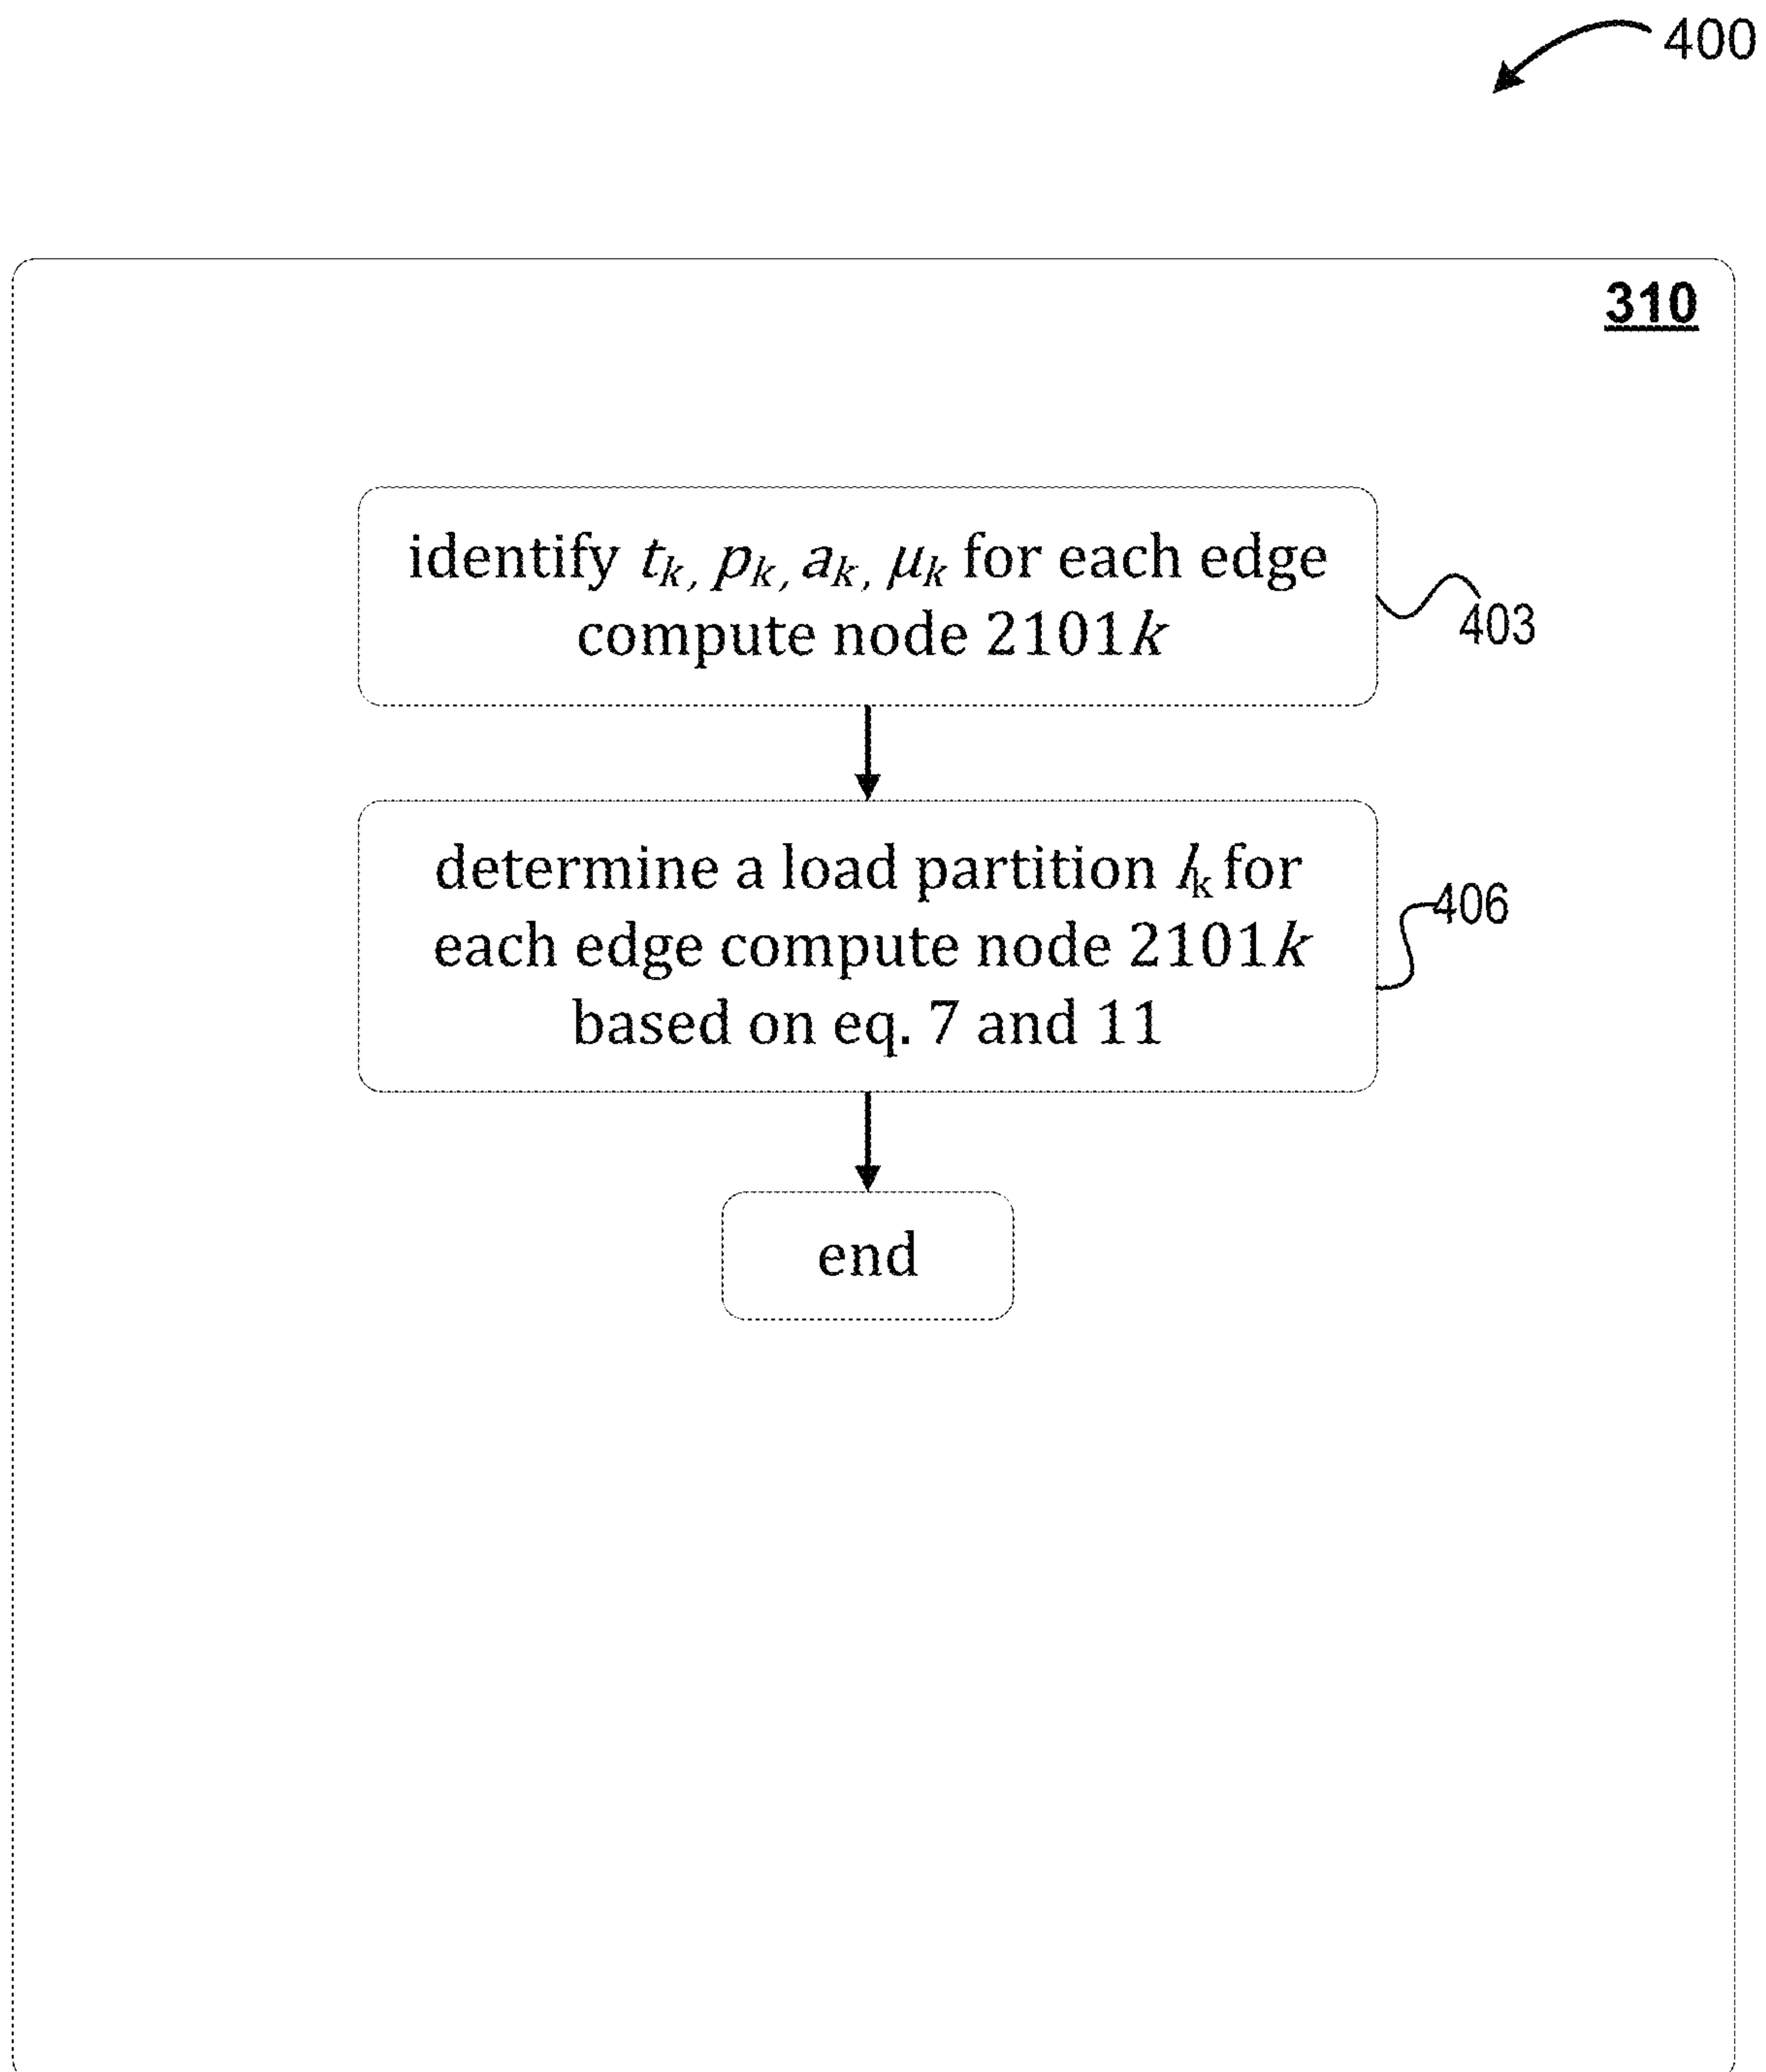 400
310
identify tk, pk, ak, μk for each edge
compute node 2101k
403
determine a load partition lk for
each edge compute node 2101k
based on eq. 7 and 11
406
end